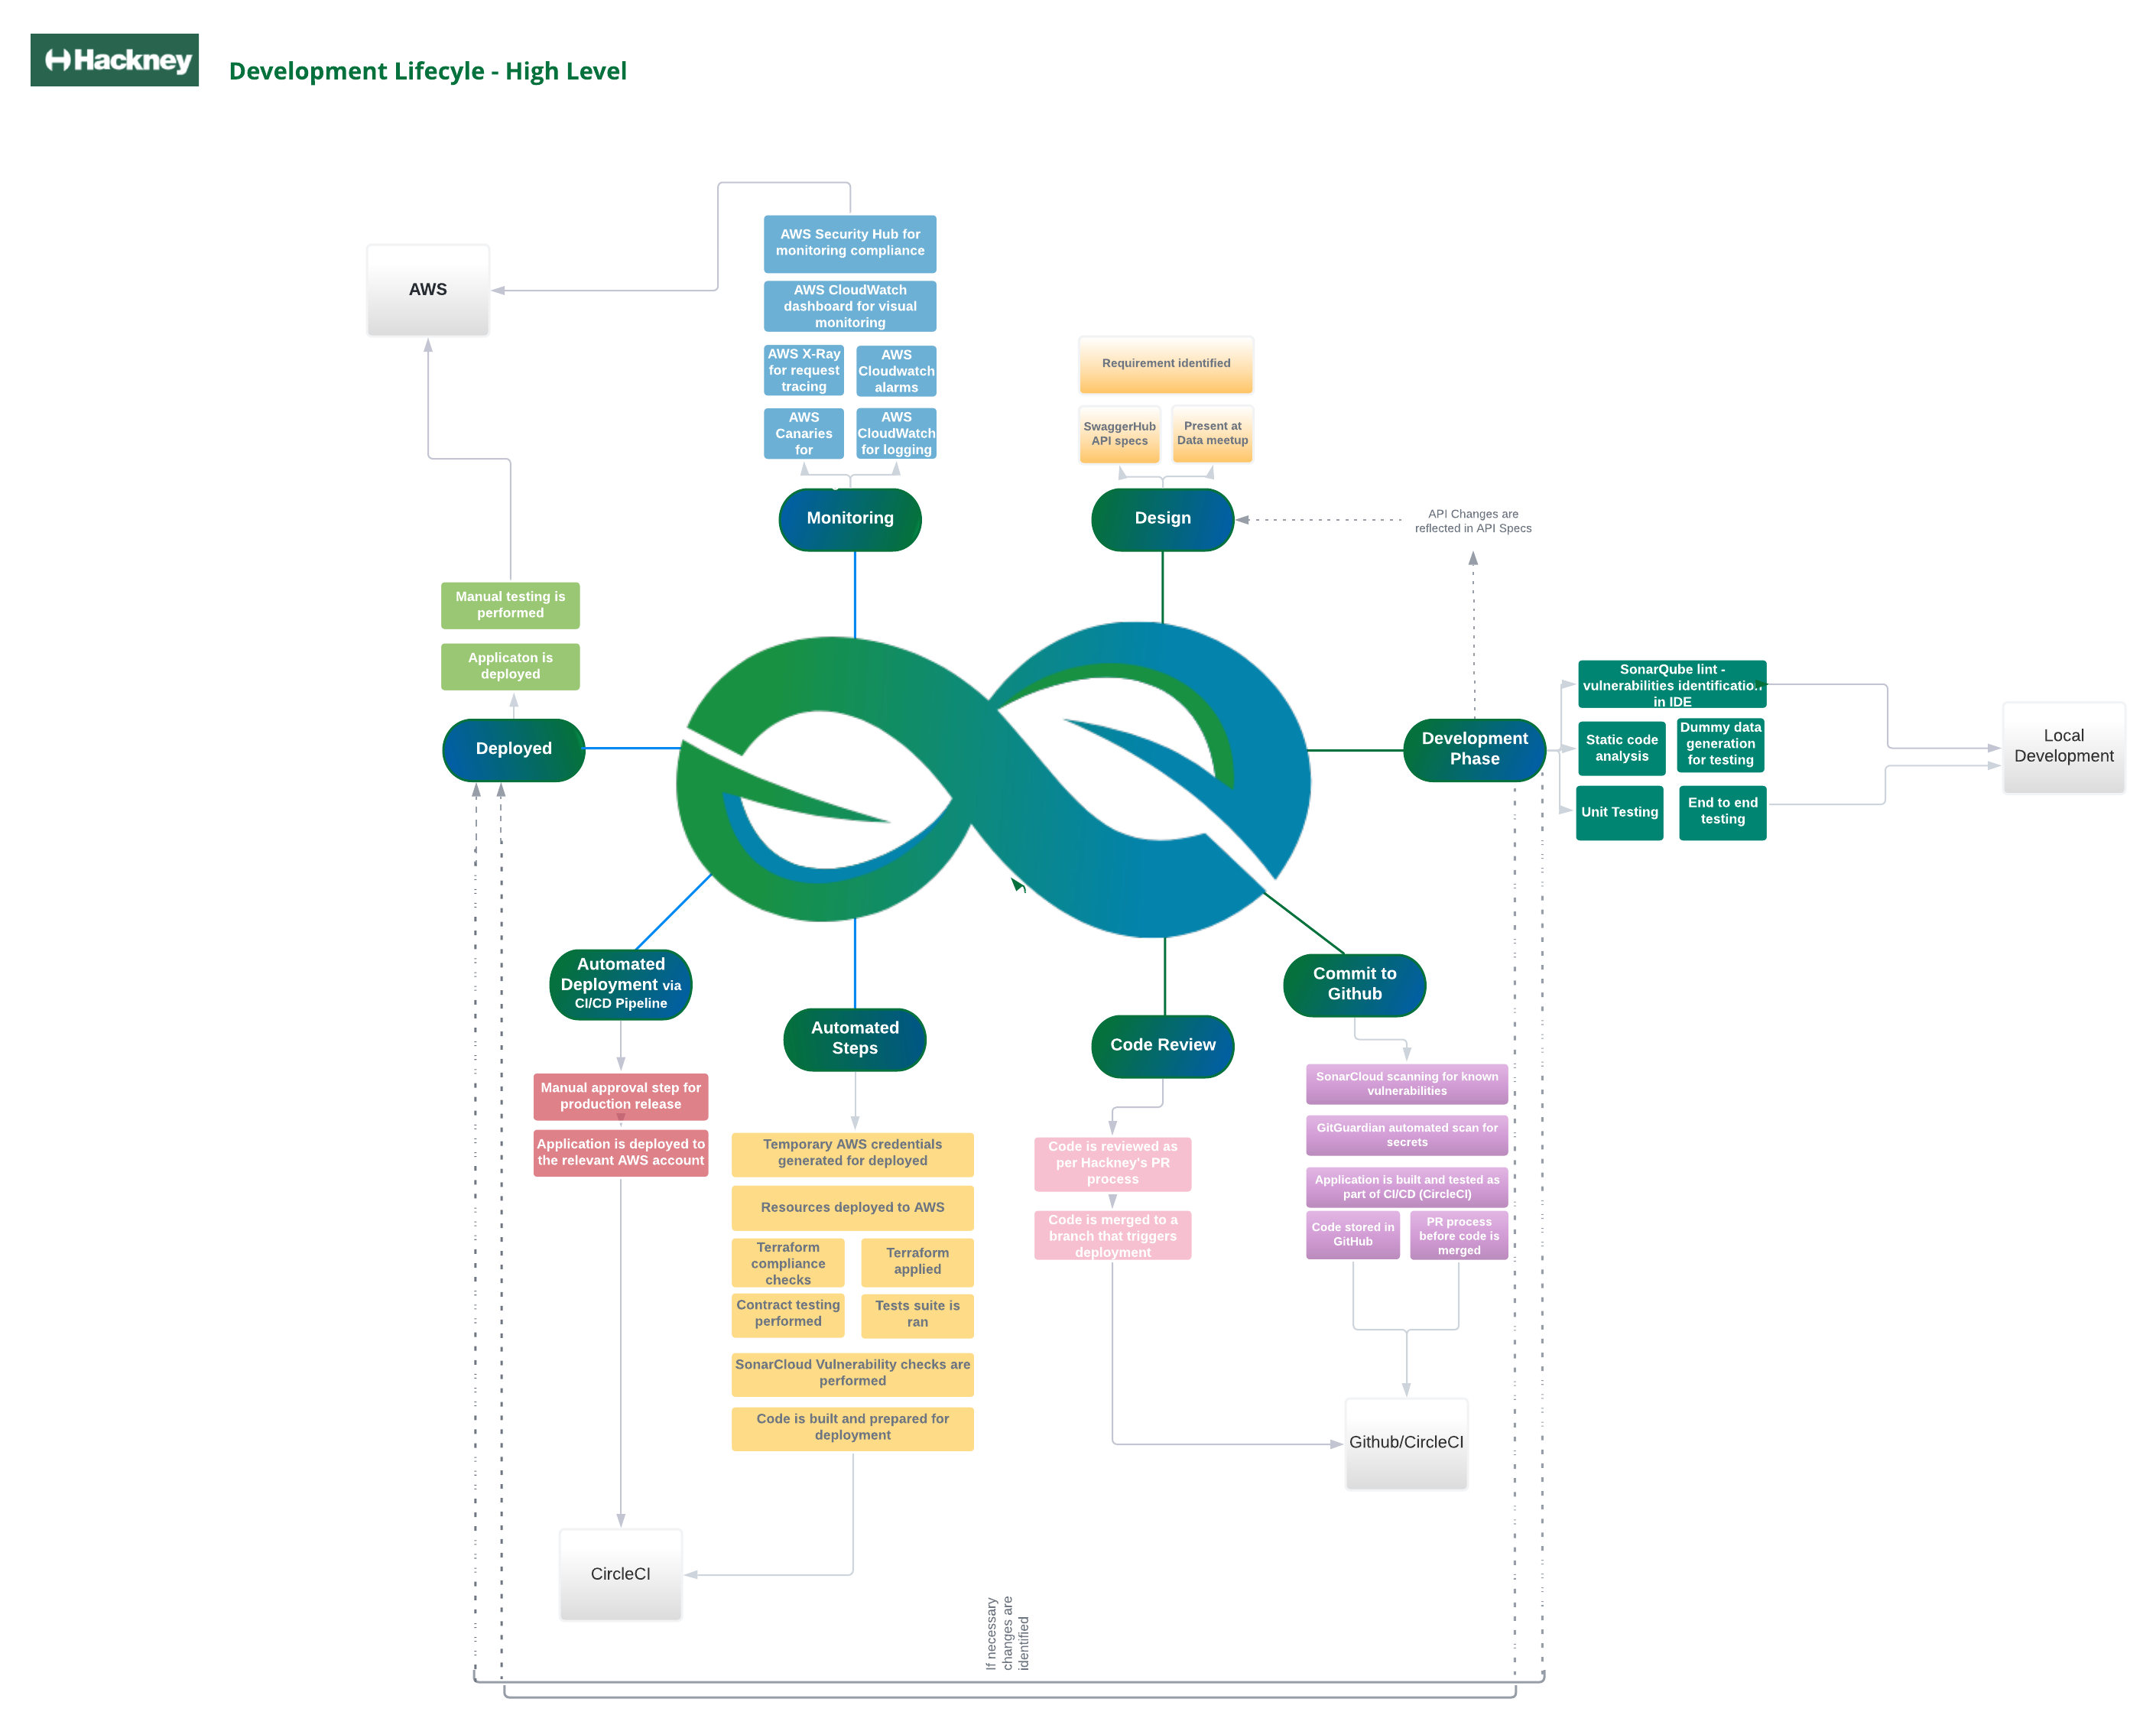 Hackney
Development Lifecyle - High Level
AWS Security Hub for
monitoring compliance
AWS CloudWatch
dashboard for visual
monitoring
AWS X-Ray
for request
tracing
AWS
Cloudwatch
alarms
AWS
Canaries
for
AWS
CloudWatch
for logging
Monitoring
AWS
Manual testing is
performed
Applicaton is
deployed
Deployed
Requirement identified
SwaggerHub
API specs
Present at
Data meetup
Design
API Changes are
reflected in API Specs
Development
Phase
SonarQube lint -
vulnerabilities identification
in IDE
Static code
analysis
Dummy data
generation
for testing
Unit Testing
End to end
testing
Local
Development
Automated
Deployment via
CI/CD Pipeline
Manual approval step for
production release
Application is deployed to
the relevant AWS account
CircleCI
Automated
Steps
Temporary AWS credentials
generated for deployed
Resources deployed to AWS
Terraform
compliance
checks
Terraform
applied
Contract testing
performed
Tests suite is
ran
SonarCloud Vulnerability checks are
performed
Code is built and prepared for
deployment
Code Review
Code is reviewed as
per Hackney's PR
process
Code is merged to a
branch that triggers
deployment
Commit to
Github
SonarCloud scanning for known
vulnerabilities
GitGuardian automated scan for
secrets
Application is built and tested as
part of CI/CD (CircleCI)
Code stored in
GitHub
PR process
before code is
merged
Github/CircleCI
If necessary
changes are
identified